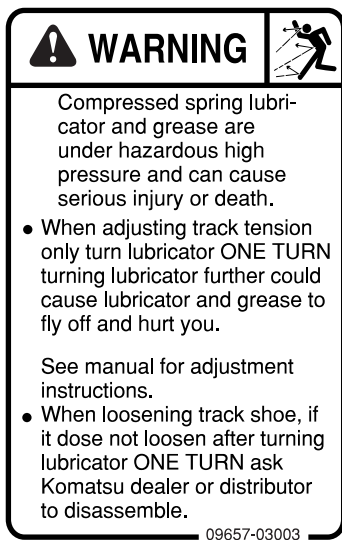 WARNING
Compressed spring lubri-
cator and grease are
under hazardous high
pressure and can cause
serious injury or death.
● When adjusting track tension
only turn lubricator ONE TURN
turning lubricator further could
cause lubricator and grease to
fly off and hurt you.
See manual for adjustment
instructions.
● When loosening track shoe, if
it dose not loosen after turning
lubricator ONE TURN ask
Komatsu dealer or distributor
to disassemble.
09657-03003